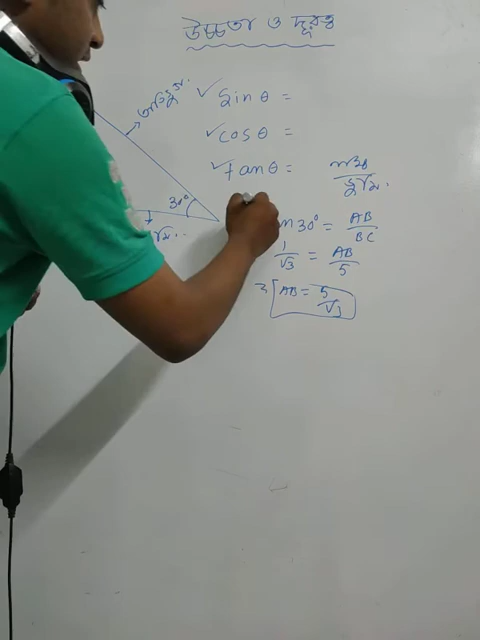 উচ্চতা ও দূরত্ব
অতিভুজ
sin θ =
cos θ =
tan θ =
লম্ব
ভূমি
30°
an 30° = AB/BC
1/√3 = AB/5
AB = 5/√3